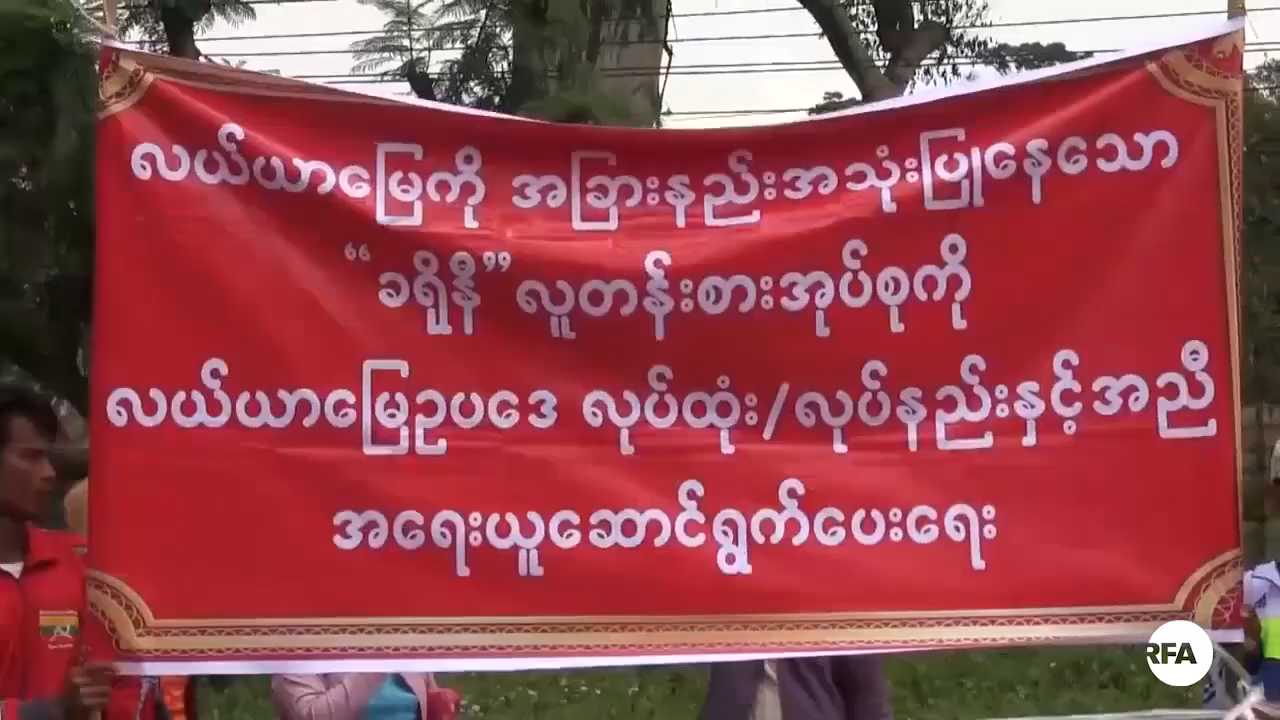 လယ်ယာမြေကို အခြားနည်းအသုံးပြုနေသော
“ခရိုနီ” လူတန်းစားအုပ်စုကို
လယ်ယာမြေဥပဒေ လုပ်ထုံး/လုပ်နည်းနှင့်အညီ
အရေးယူဆောင်ရွက်ပေးရေး
RFA